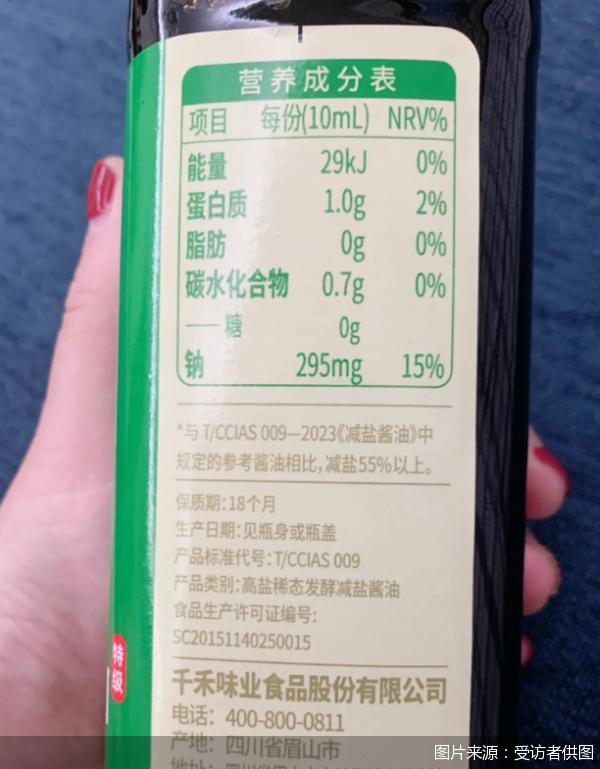 营养成分表
项目 每份(10mL) NRV%
能量 29kJ 0%
蛋白质 1.0g 2%
脂肪 0g 0%
碳水化合物 0.7g 0%
——糖 0g
钠 295mg 15%
*与 T/CCIAS 009—2023《减盐酱油》中
规定的参考酱油相比,减盐55%以上。
保质期:18个月
生产日期:见瓶身或瓶盖
产品标准代号:T/CCIAS 009
产品类别:高盐稀态发酵减盐酱油
食品生产许可证编号:
SC20151140250015
特级
千禾味业食品股份有限公司
电话: 400-800-0811
产地: 四川省眉山市
图片来源:受访者供图